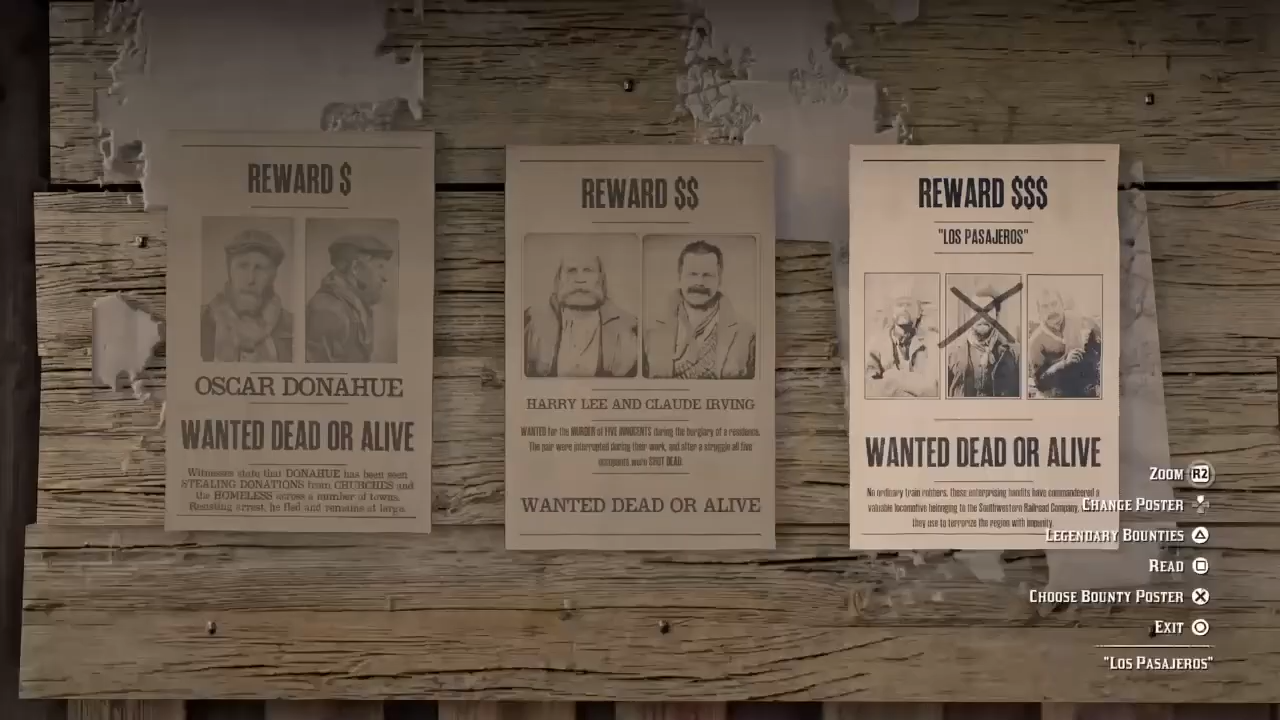 REWARD $
OSCAR DONAHUE
WANTED DEAD OR ALIVE
Witnesses state that DONAHUE has been seen
STEALING DONATIONS from CHURCHES and
the HOMELESS across a number of towns.
Resisting arrest, he fled and remains at large.
REWARD $$
HARRY LEE AND CLAUDE IRVING
WANTED for the MURDER of FIVE INNOCENTS during the burglary of a residence.
The pair were interrupted during their work, and after a struggle all five
occupants were SHOT DEAD.
WANTED DEAD OR ALIVE
REWARD $$$
"LOS PASAJEROS"
WANTED DEAD OR ALIVE
No ordinary train robbers, these enterprising bandits have commandeered a
valuable locomotive belonging to the Southwestern Railroad Company,
they use to terrorize the region with impunity.
ZOOM R2
CHANGE POSTER
LEGENDARY BOUNTIES
READ
CHOOSE BOUNTY POSTER
EXIT
"LOS PASAJEROS"